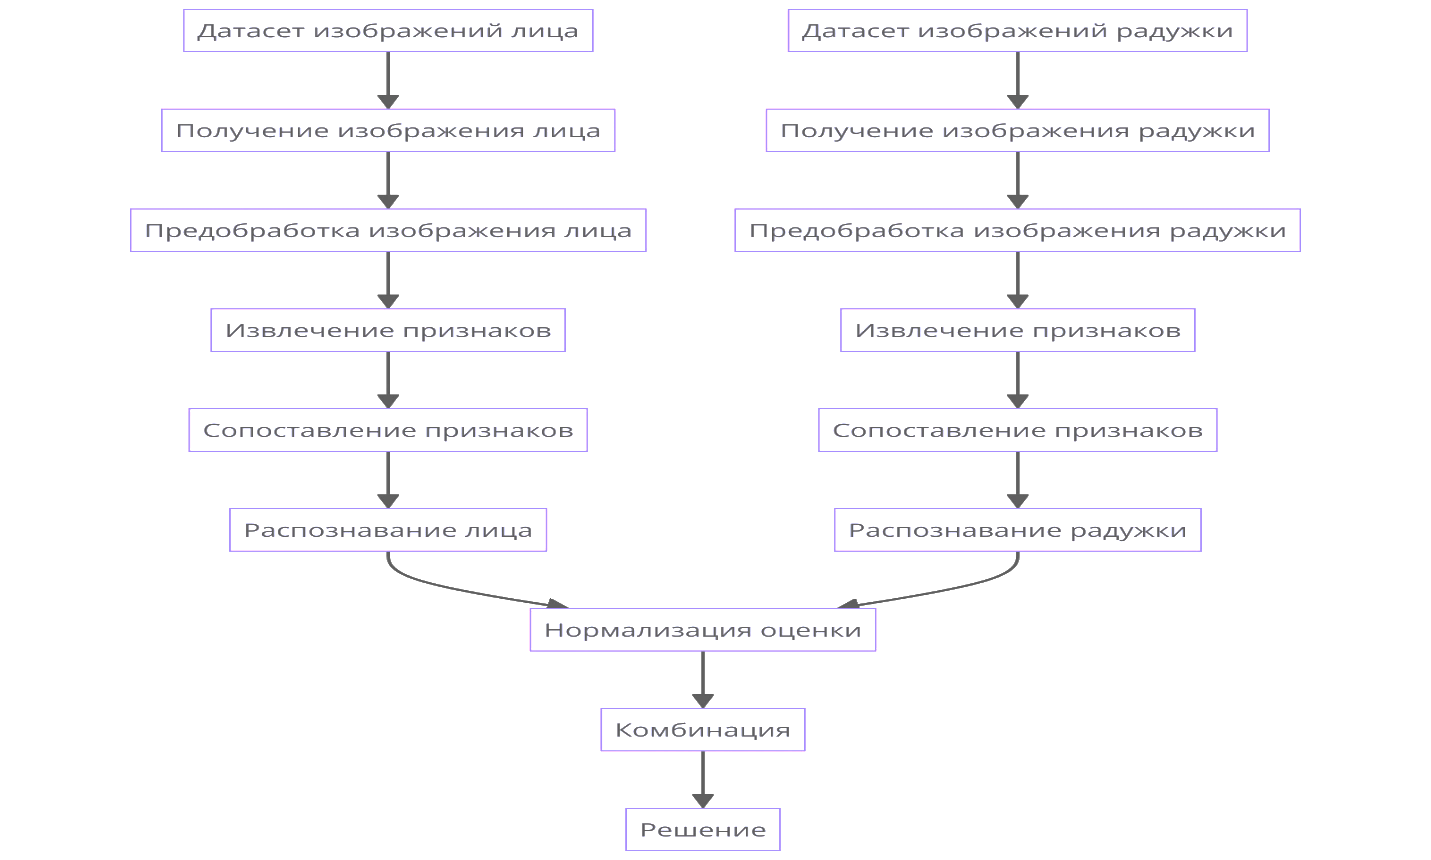 Датасет изображений лица
Датасет изображений радужки
Получение изображения лица
Получение изображения радужки
Предобработка изображения лица
Предобработка изображения радужки
Извлечение признаков
Извлечение признаков
Сопоставление признаков
Сопоставление признаков
Распознавание лица
Распознавание радужки
Нормализация оценки
Комбинация
Решение